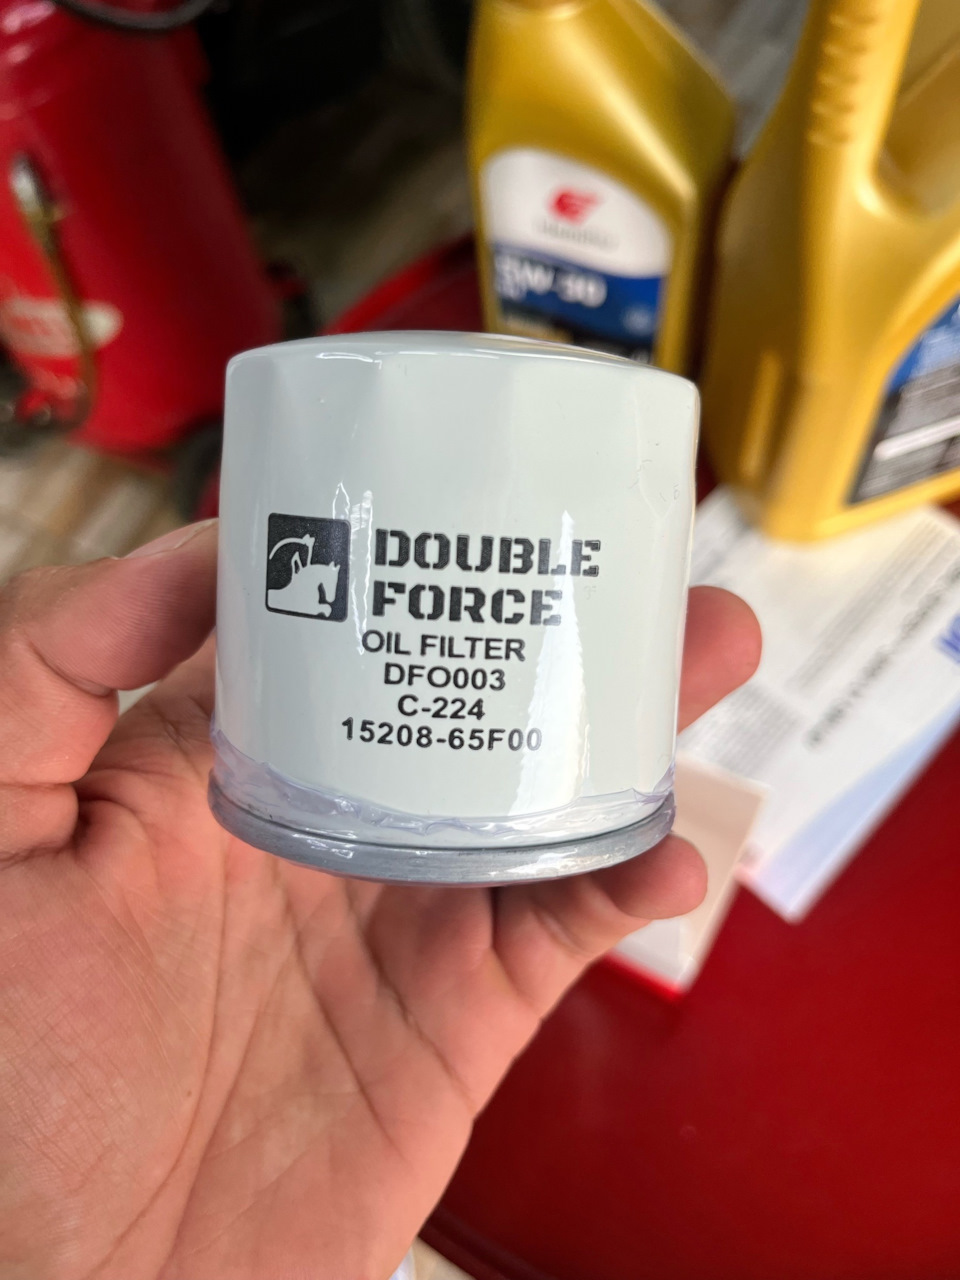 DOUBLE
FORCE
OIL FILTER
DFO003
C-224
15208-65F00
5W-30